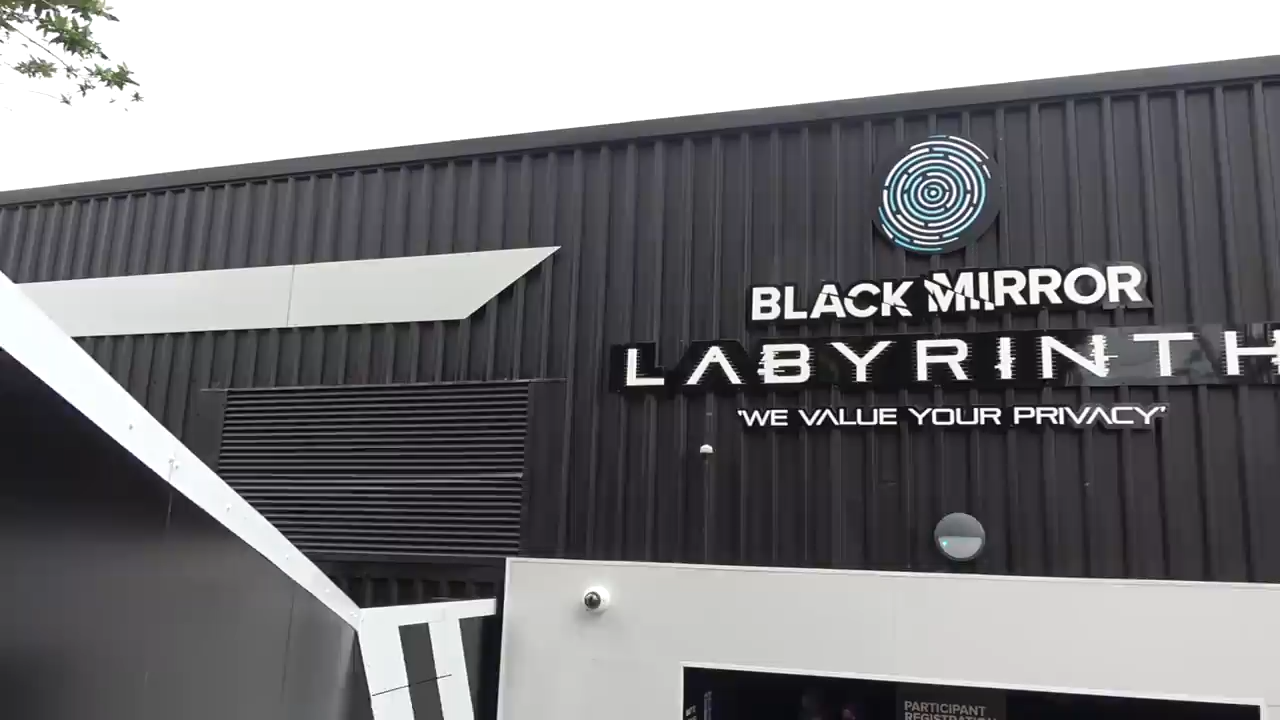 BLACK MIRROR
LABYRINTH
'WE VALUE YOUR PRIVACY'
PARTICIPANT
REGISTRATION